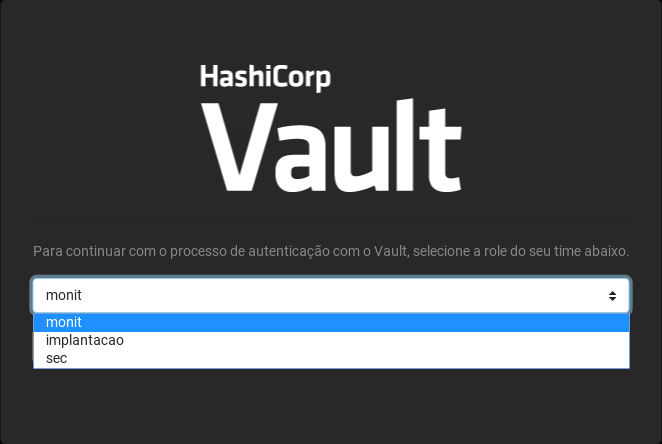 HashiCorp
Vault
Para continuar com o processo de autenticação com o Vault, selecione a role do seu time abaixo.
monit
monit
implantacao
sec